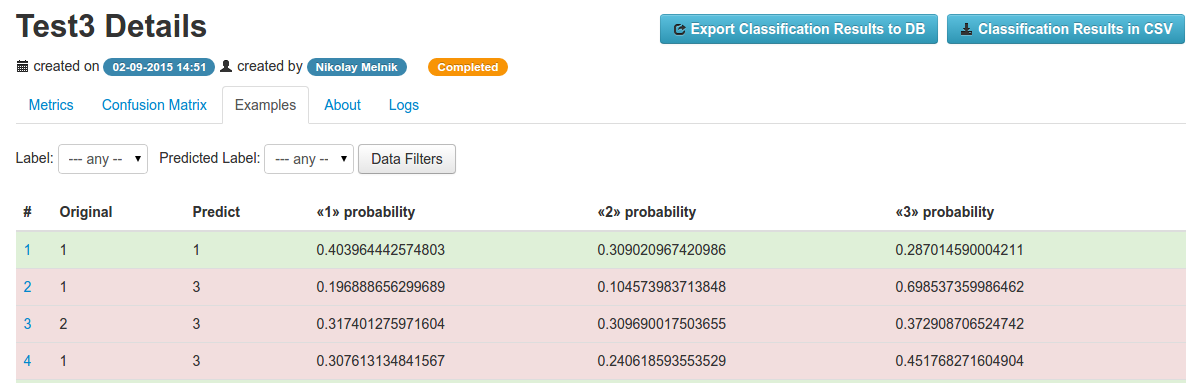 Test3 Details
Export Classification Results to DB
Classification Results in CSV
created on 02-09-2015 14:51 created by Nikolay Melnik Completed
Metrics Confusion Matrix Examples About Logs
Label: --- any -- Predicted Label: --- any -- Data Filters
# Original Predict «1» probability «2» probability «3» probability
1 1 1 0.403964442574803 0.309020967420986 0.287014590004211
2 1 3 0.196888656299689 0.104573983713848 0.698537359986462
3 2 3 0.317401275971604 0.309690017503655 0.372908706524742
4 1 3 0.307613134841567 0.240618593553529 0.451768271604904